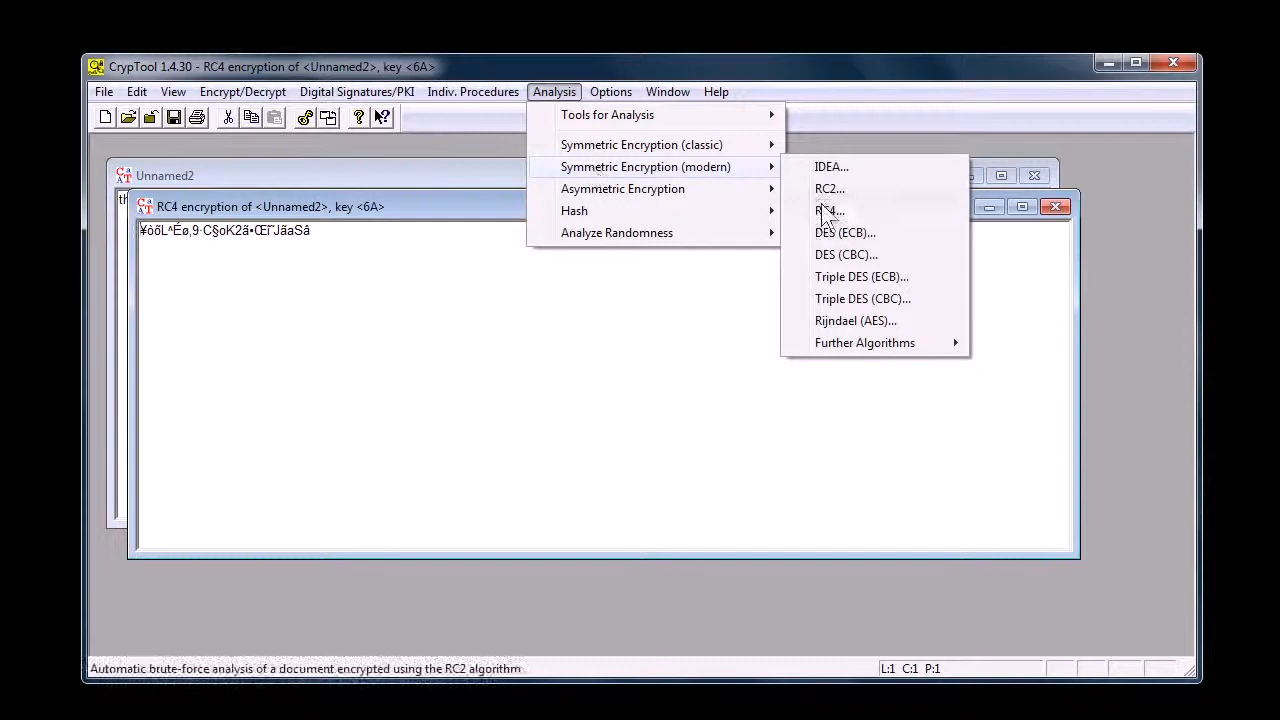 CrypTool 1.4.30 - RC4 encryption of <Unnamed2>, key <6A>
File Edit View Encrypt/Decrypt Digital Signatures/PKI Indiv. Procedures Analysis Options Window Help
Tools for Analysis
Symmetric Encryption (classic)
Symmetric Encryption (modern)
Asymmetric Encryption
Hash
Analyze Randomness
IDEA...
RC2...
RC4...
DES (ECB)...
DES (CBC)...
Triple DES (ECB)...
Triple DES (CBC)...
Rijndael (AES)...
Further Algorithms
Unnamed2
th
RC4 encryption of <Unnamed2>, key <6A>
Automatic brute-force analysis of a document encrypted using the RC2 algorithm
L:1 C:1 P:1